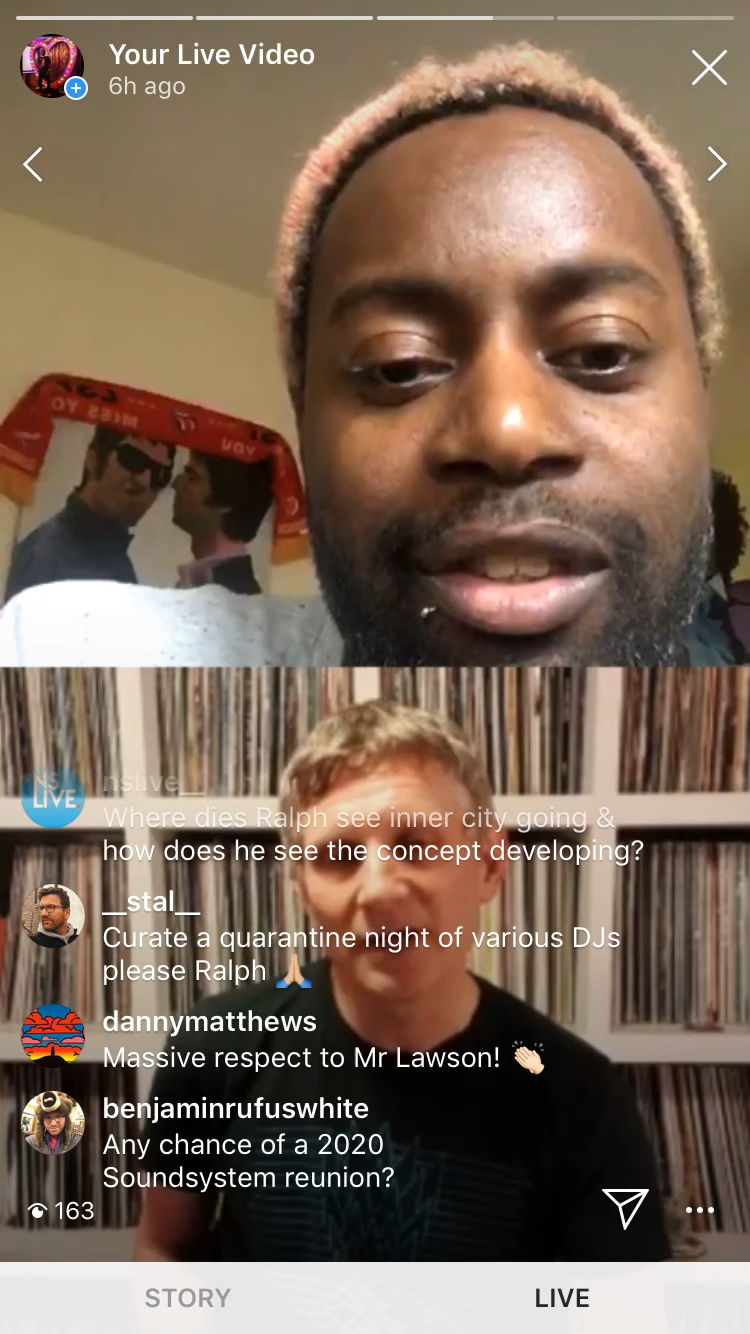 Your Live Video
6h ago
NS
LIVE
nslive__
Where dies Ralph see inner city going &
how does he see the concept developing?
__stal__
Curate a quarantine night of various DJs
please Ralph 🙏🏼
dannymatthews
Massive respect to Mr Lawson! 👏🏻
benjaminrufuswhite
Any chance of a 2020
Soundsystem reunion?
163
STORY
LIVE